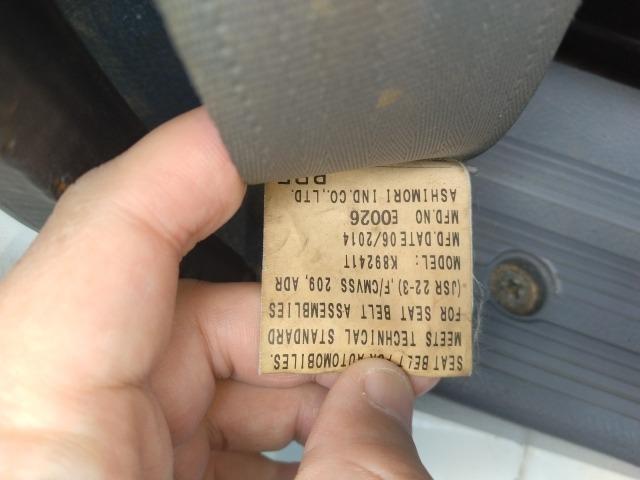 SEAT BELT FOR AUTOMOBILES.
MEETS TECHNICAL STANDARD
FOR SEAT BELT ASSEMBLIES
(JSR 22-3),F/CMVSS 209, ADR
MODEL: K89241T
MFD.DATE06/2014
MFD.NO E0026
ASHIMORI IND.CO.,LTD.